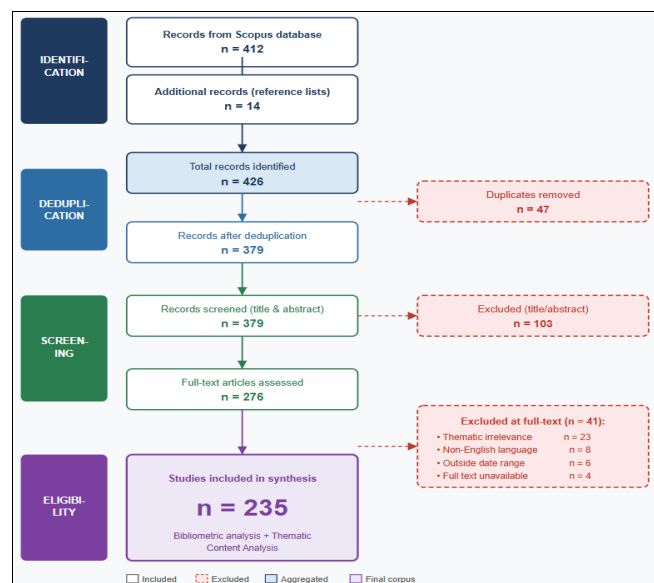 IDENTIFI-
CATION
Records from Scopus database
n = 412
Additional records (reference lists)
n = 14
DEDUPLI-
CATION
Total records identified
n = 426
Duplicates removed
n = 47
Records after deduplication
n = 379
SCREEN-
ING
Records screened (title & abstract)
n = 379
Excluded (title/abstract)
n = 103
Full-text articles assessed
n = 276
Excluded at full-text (n = 41):
• Thematic irrelevance n = 23
• Non-English language n = 8
• Outside date range n = 6
• Full text unavailable n = 4
ELIGIBI-
LITY
Studies included in synthesis
n = 235
Bibliometric analysis + Thematic
Content Analysis
Included Excluded Aggregated Final corpus